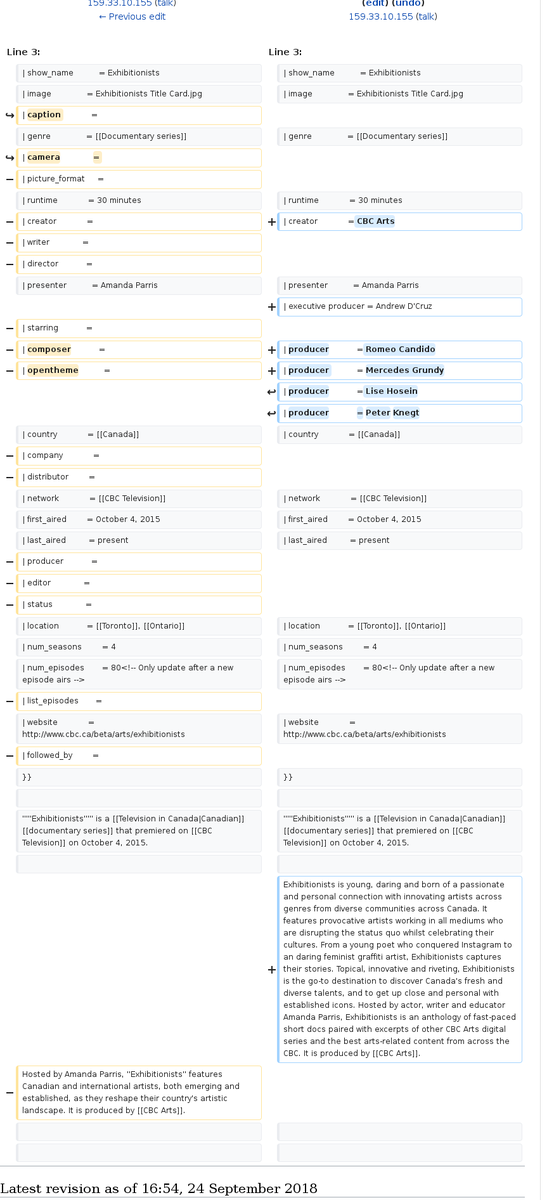 159.33.10.155 (talk)
← Previous edit
(edit) (undo)
159.33.10.155 (talk)
Line 3:
Line 3:
| show_name = Exhibitionists
| show_name = Exhibitionists
| image = Exhibitionists Title Card.jpg
| image = Exhibitionists Title Card.jpg
| caption =
| genre = [[Documentary series]]
| genre = [[Documentary series]]
| camera =
| picture_format =
| runtime = 30 minutes
| runtime = 30 minutes
| creator =
| creator = CBC Arts
| writer =
| director =
| presenter = Amanda Parris
| presenter = Amanda Parris
| executive producer = Andrew D'Cruz
| starring =
| composer =
| producer = Romeo Candido
| opentheme =
| producer = Mercedes Grundy
| producer = Lise Hosein
| producer = Peter Knegt
| country = [[Canada]]
| country = [[Canada]]
| company =
| distributor =
| network = [[CBC Television]]
| network = [[CBC Television]]
| first_aired = October 4, 2015
| first_aired = October 4, 2015
| last_aired = present
| last_aired = present
| producer =
| editor =
| status =
| location = [[Toronto]], [[Ontario]]
| location = [[Toronto]], [[Ontario]]
| num_seasons = 4
| num_seasons = 4
| num_episodes = 80<!-- Only update after a new
episode airs -->
| num_episodes = 80<!-- Only update after a new
episode airs -->
| list_episodes =
| website =
http://www.cbc.ca/beta/arts/exhibitionists
| website =
http://www.cbc.ca/beta/arts/exhibitionists
| followed_by =
}}
}}
'''''Exhibitionists''''' is a [[Television in Canada|Canadian]]
[[documentary series]] that premiered on [[CBC
Television]] on October 4, 2015.
'''''Exhibitionists''''' is a [[Television in Canada|Canadian]]
[[documentary series]] that premiered on [[CBC
Television]] on October 4, 2015.
Exhibitionists is young, daring and born of a passionate
and personal connection with innovating artists across
genres from diverse communities across Canada. It
features provocative artists working in all mediums who
are disrupting the status quo whilst celebrating their
cultures. From a young poet who conquered Instagram to
an daring feminist graffiti artist, Exhibitionists captures
their stories. Topical, innovative and riveting, Exhibitionists
is the go-to destination to discover Canada's fresh and
diverse talents, and to get up close and personal with
established icons. Hosted by actor, writer and educator
Amanda Parris, Exhibitionists is an anthology of fast-paced
short docs paired with excerpts of other CBC Arts digital
series and the best arts-related content from across the
CBC. It is produced by [[CBC Arts]].
Hosted by Amanda Parris, ''Exhibitionists'' features
Canadian and international artists, both emerging and
established, as they reshape their country's artistic
landscape. It is produced by [[CBC Arts]].
Latest revision as of 16:54, 24 September 2018